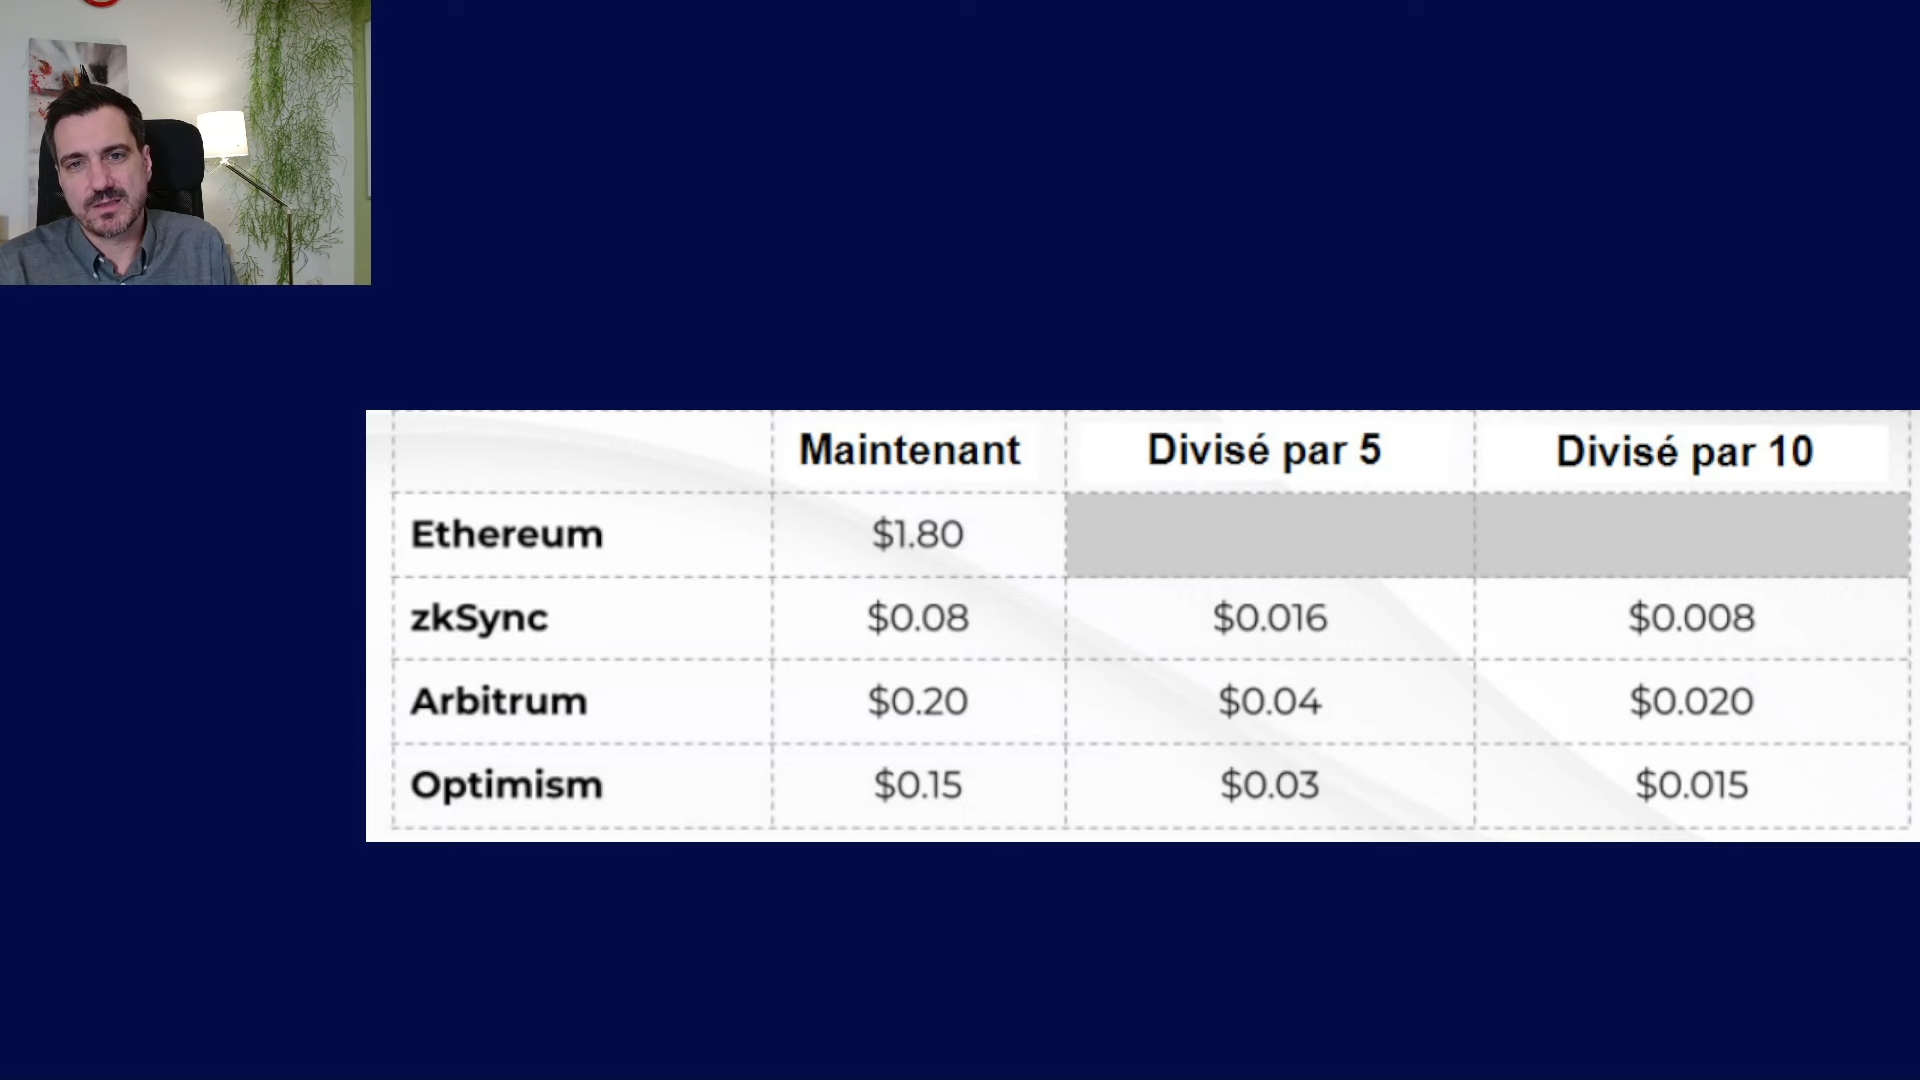 Maintenant Divisé par 5 Divisé par 10
Ethereum $1.80
zkSync $0.08 $0.016 $0.008
Arbitrum $0.20 $0.04 $0.020
Optimism $0.15 $0.03 $0.015